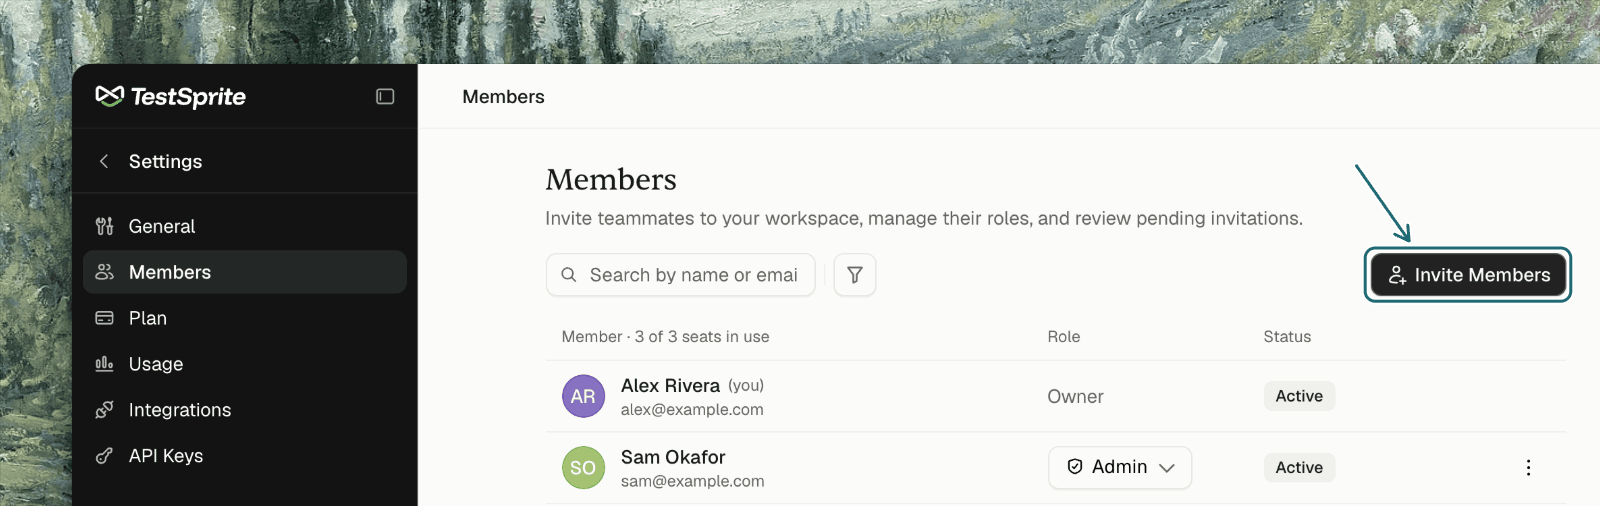 TestSprite
Members
Settings
General
Members
Plan
Usage
Integrations
API Keys
Members
Invite teammates to your workspace, manage their roles, and review pending invitations.
Search by name or emai
Invite Members
Member · 3 of 3 seats in use
Role
Status
AR
Alex Rivera (you)
alex@example.com
Owner
Active
SO
Sam Okafor
sam@example.com
Admin
Active